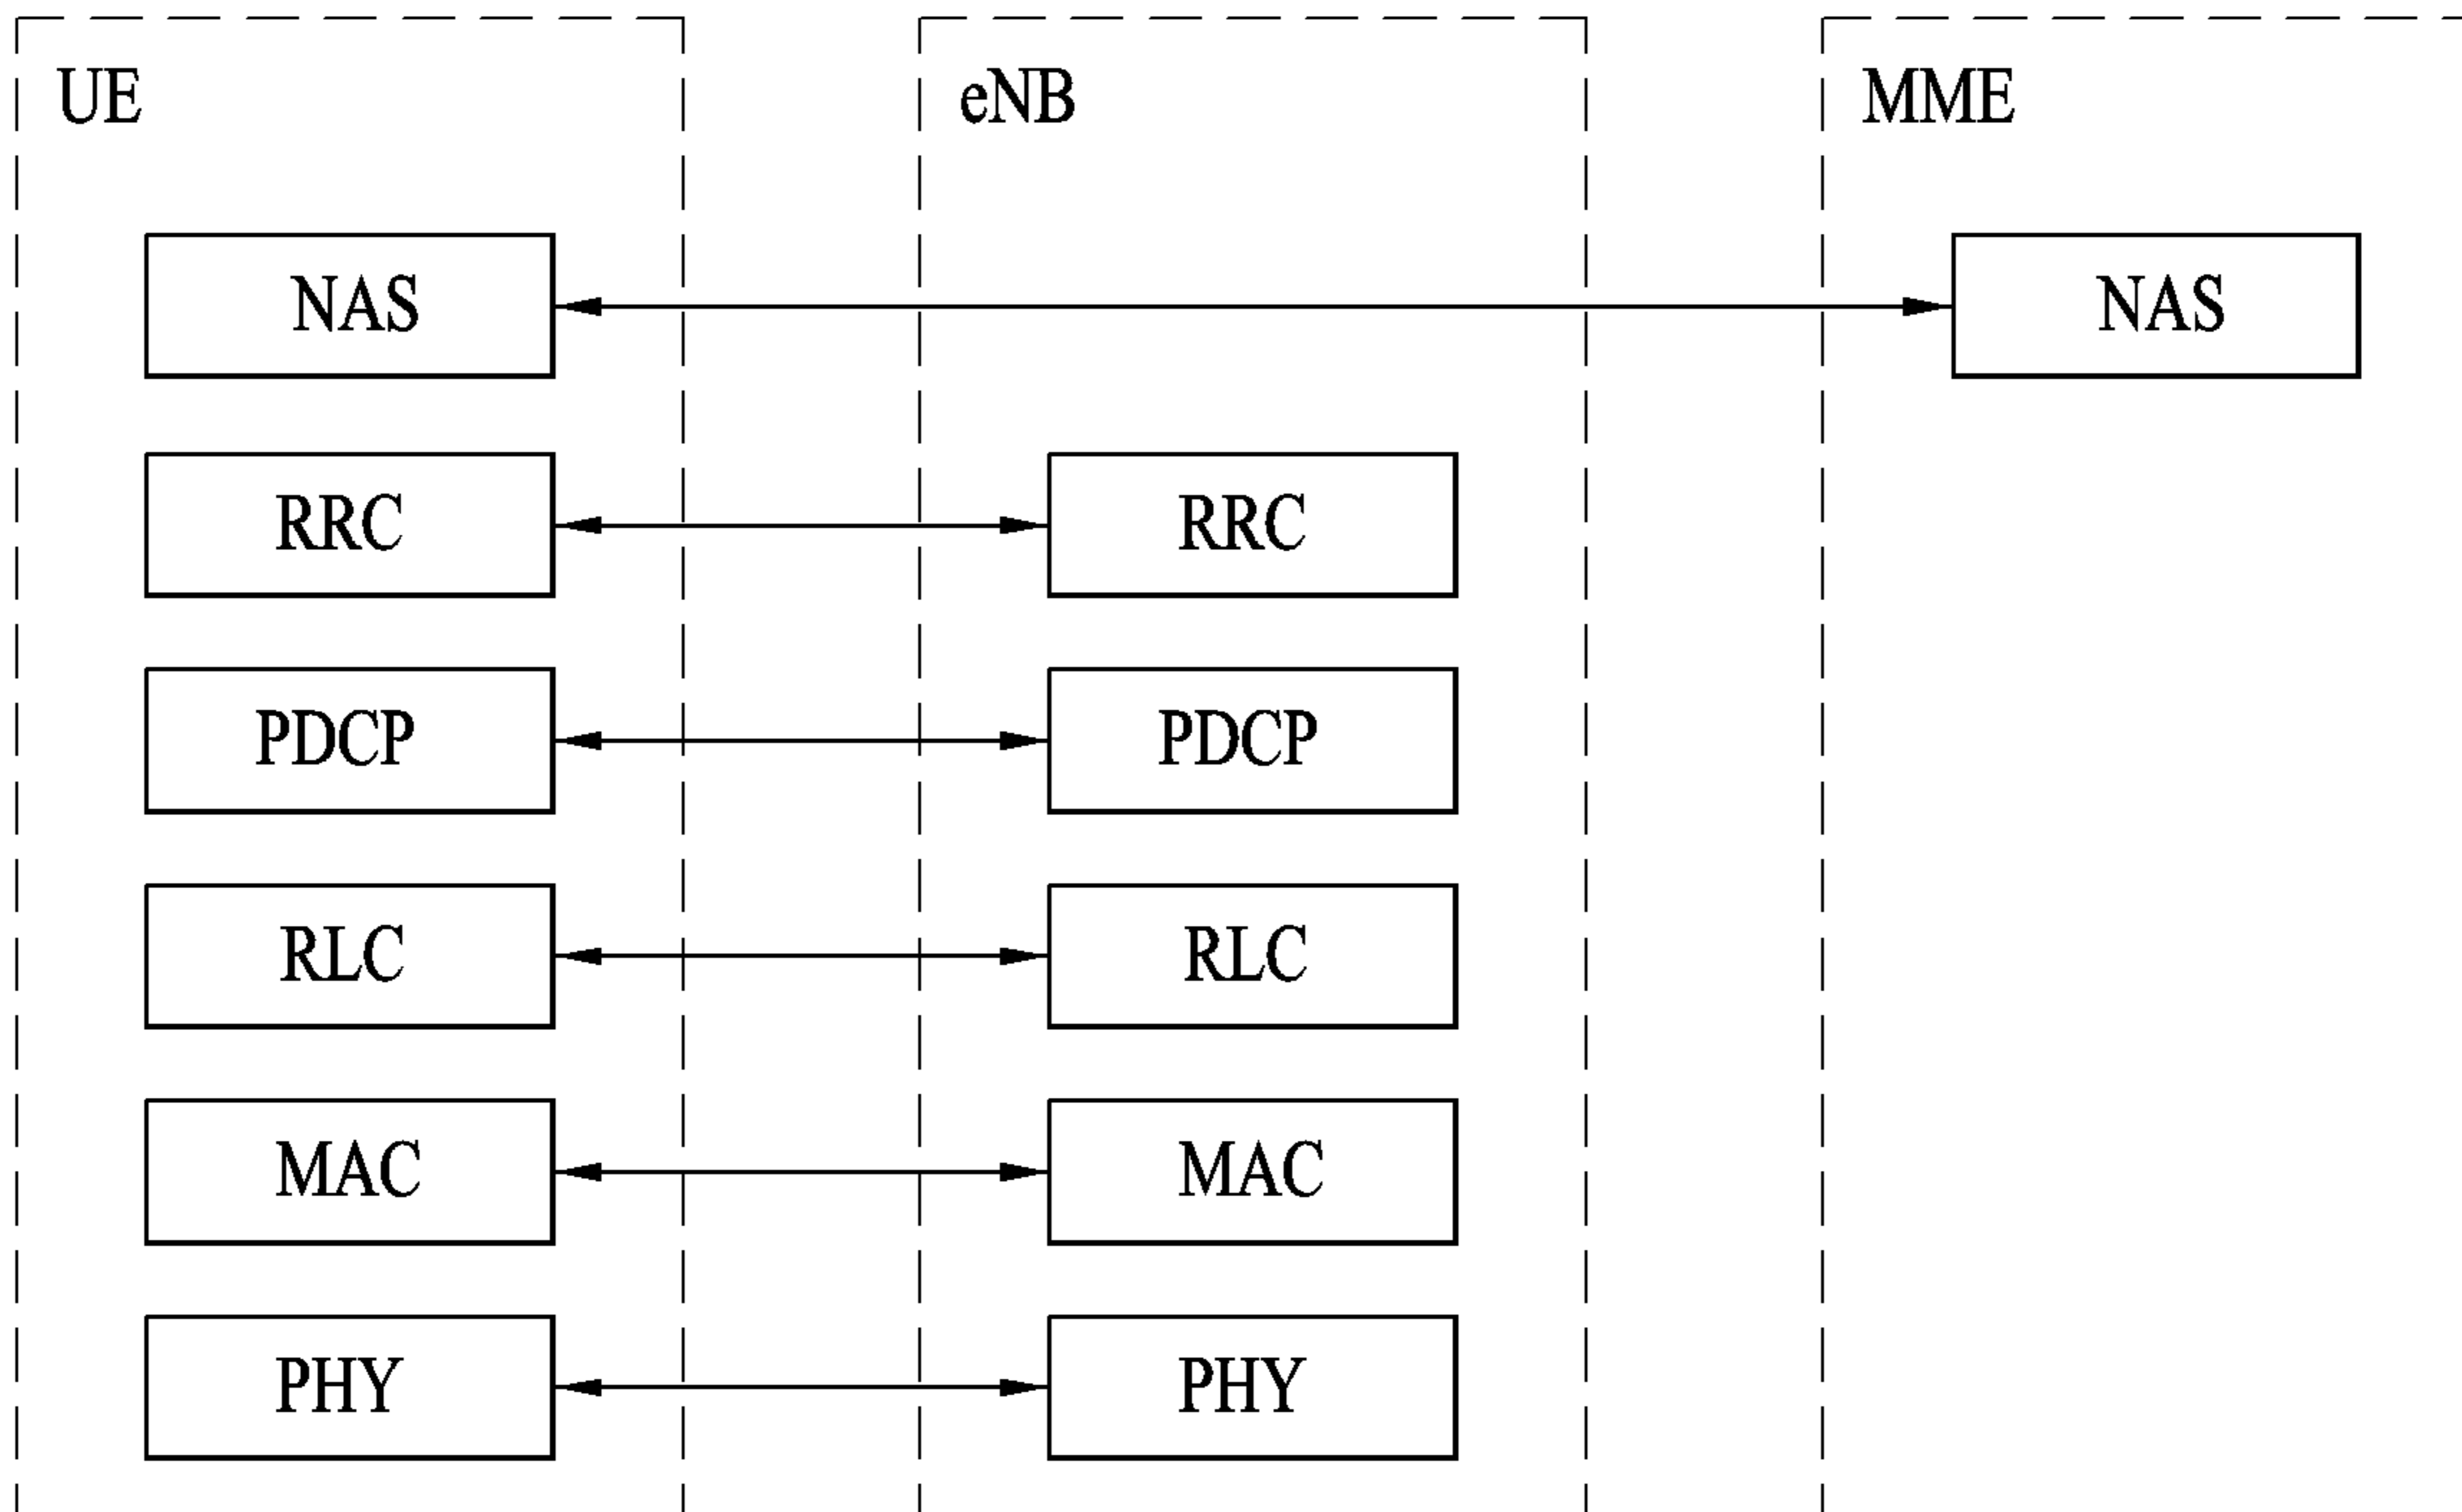 UE eNB MME
NAS NAS
RRC RRC
PDCP PDCP
RLC RLC
MAC MAC
PHY PHY